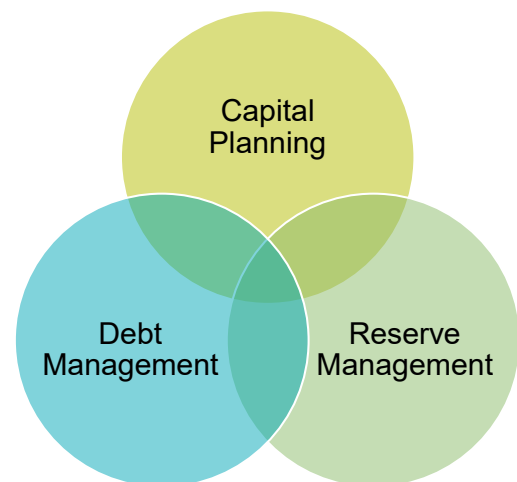 Capital
Planning
Debt
Management
Reserve
Management